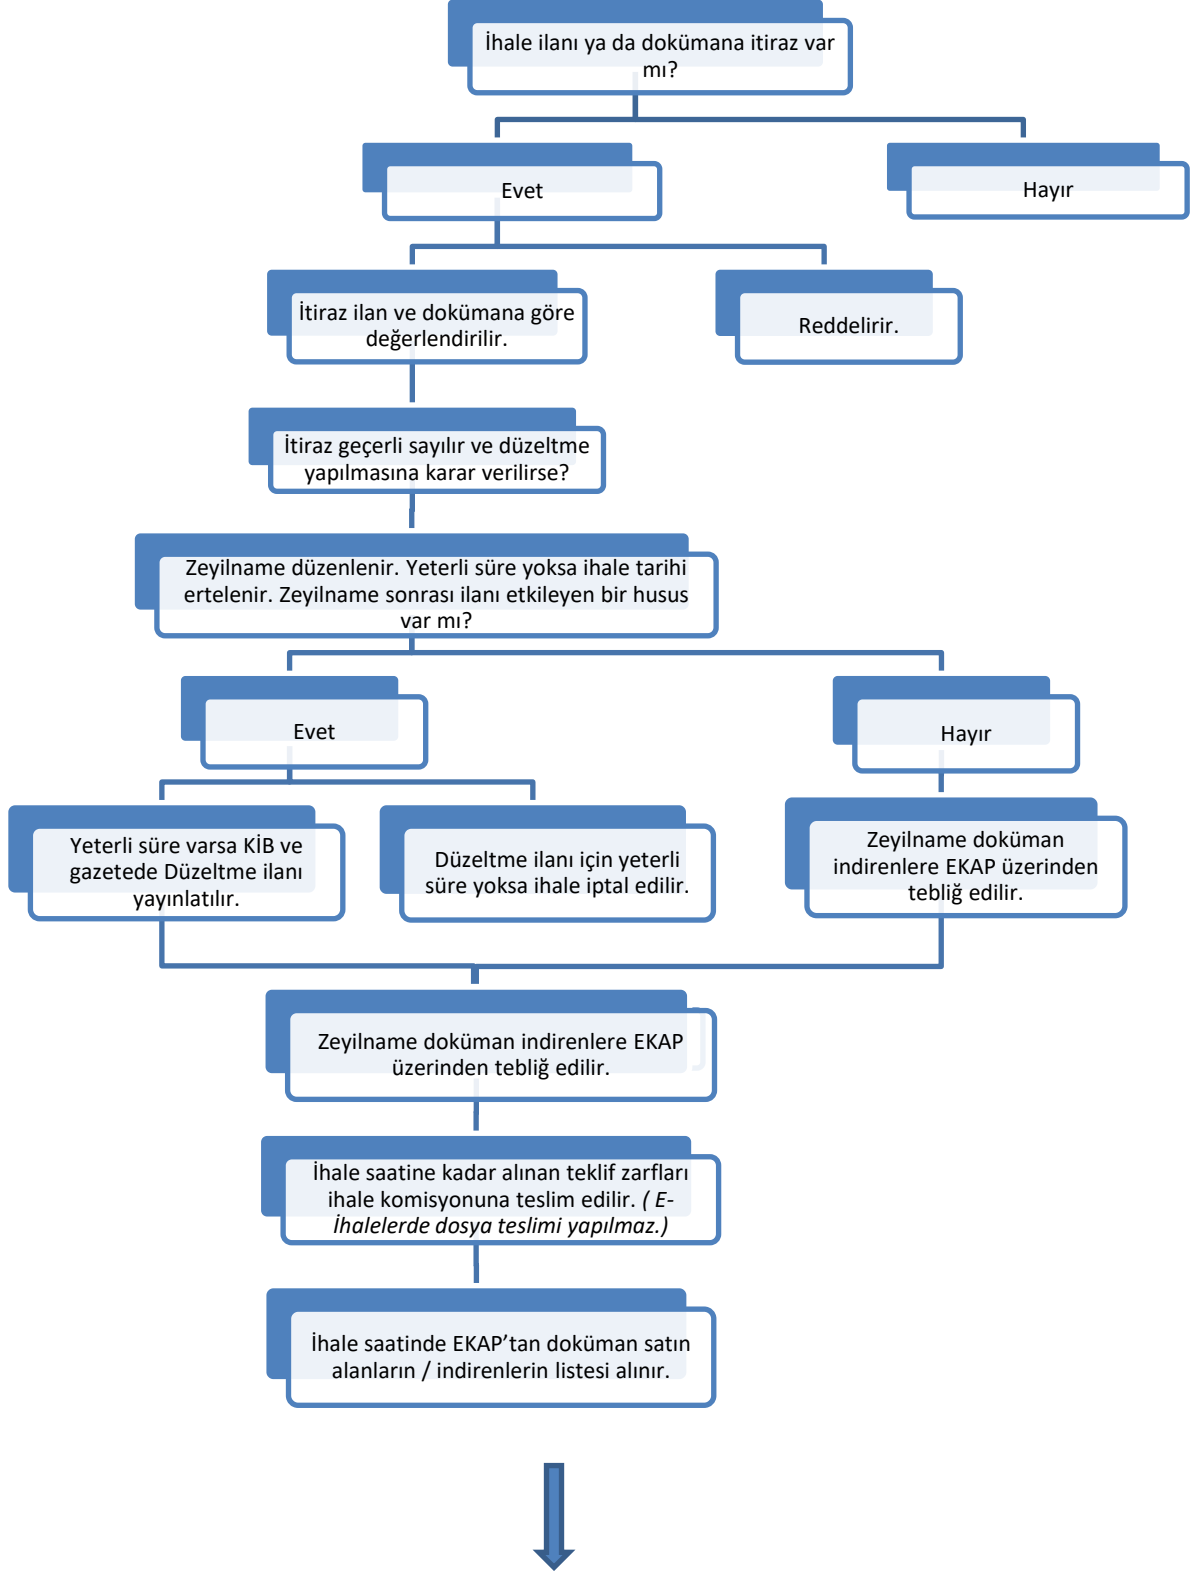 İhale ilanı ya da dokümana itiraz var
mı?
Evet
Hayır
İtiraz ilan ve dokümana göre
değerlendirilir.
Reddelirir.
İtiraz geçerli sayılır ve düzeltme
yapılmasına karar verilirse?
Zeyilname düzenlenir. Yeterli süre yoksa ihale tarihi
ertelenir. Zeyilname sonrası ilanı etkileyen bir husus
var mı?
Evet
Hayır
Yeterli süre varsa KİB ve
gazetede Düzeltme ilanı
yayınlatılır.
Düzeltme ilanı için yeterli
süre yoksa ihale iptal edilir.
Zeyilname doküman
indirenlere EKAP üzerinden
tebliğ edilir.
Zeyilname doküman indirenlere EKAP
üzerinden tebliğ edilir.
İhale saatine kadar alınan teklif zarfları
ihale komisyonuna teslim edilir. ( E-
İhalelerde dosya teslimi yapılmaz.)
İhale saatinde EKAP’tan doküman satın
alanların / indirenlerin listesi alınır.